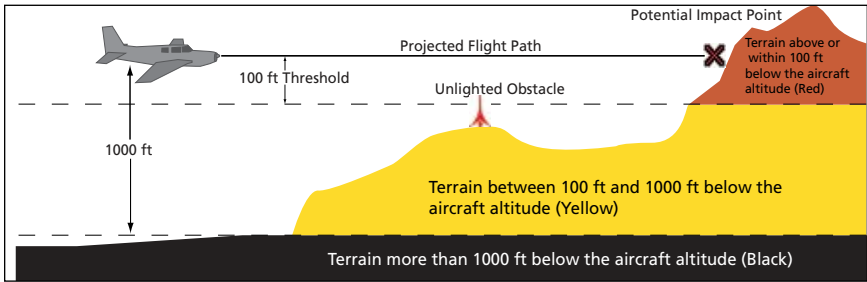 Potential Impact Point
Projected Flight Path
Terrain above or
within 100 ft
below the aircraft
altitude (Red)
100 ft Threshold
Unlighted Obstacle
1000 ft
Terrain between 100 ft and 1000 ft below the
aircraft altitude (Yellow)
Terrain more than 1000 ft below the aircraft altitude (Black)